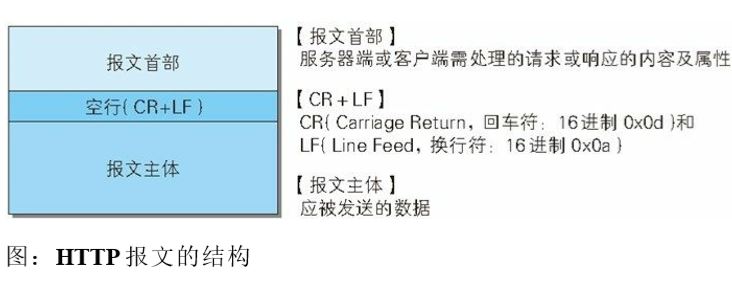 报文首部
空行(CR+LF)
报文主体
【报文首部】
服务器端或客户端需处理的请求或响应的内容及属性
【CR+LF】
CR(Carriage Return，回车符：16进制 0x0d)和
LF(Line Feed，换行符：16进制 0x0a)
【报文主体】
应被发送的数据
图：HTTP 报文的结构